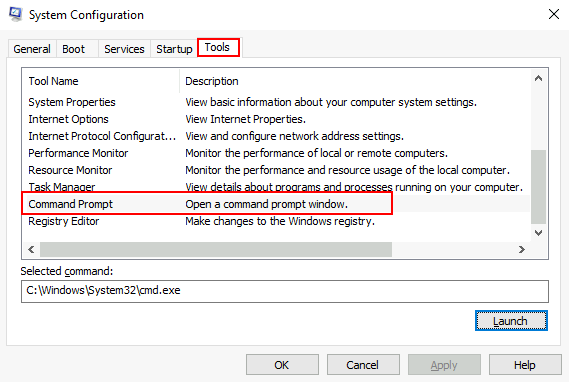 System Configuration
General Boot Services Startup Tools
Tool Name Description
System Properties View basic information about your computer system settings.
Internet Options View Internet Properties.
Internet Protocol Configurat... View and configure network address settings.
Performance Monitor Monitor the performance of local or remote computers.
Resource Monitor Monitor the performance and resource usage of the local computer.
Task Manager View details about programs and processes running on your computer.
Command Prompt Open a command prompt window.
Registry Editor Make changes to the Windows registry.
Selected command:
C:\Windows\System32\cmd.exe
Launch
OK Cancel Apply Help